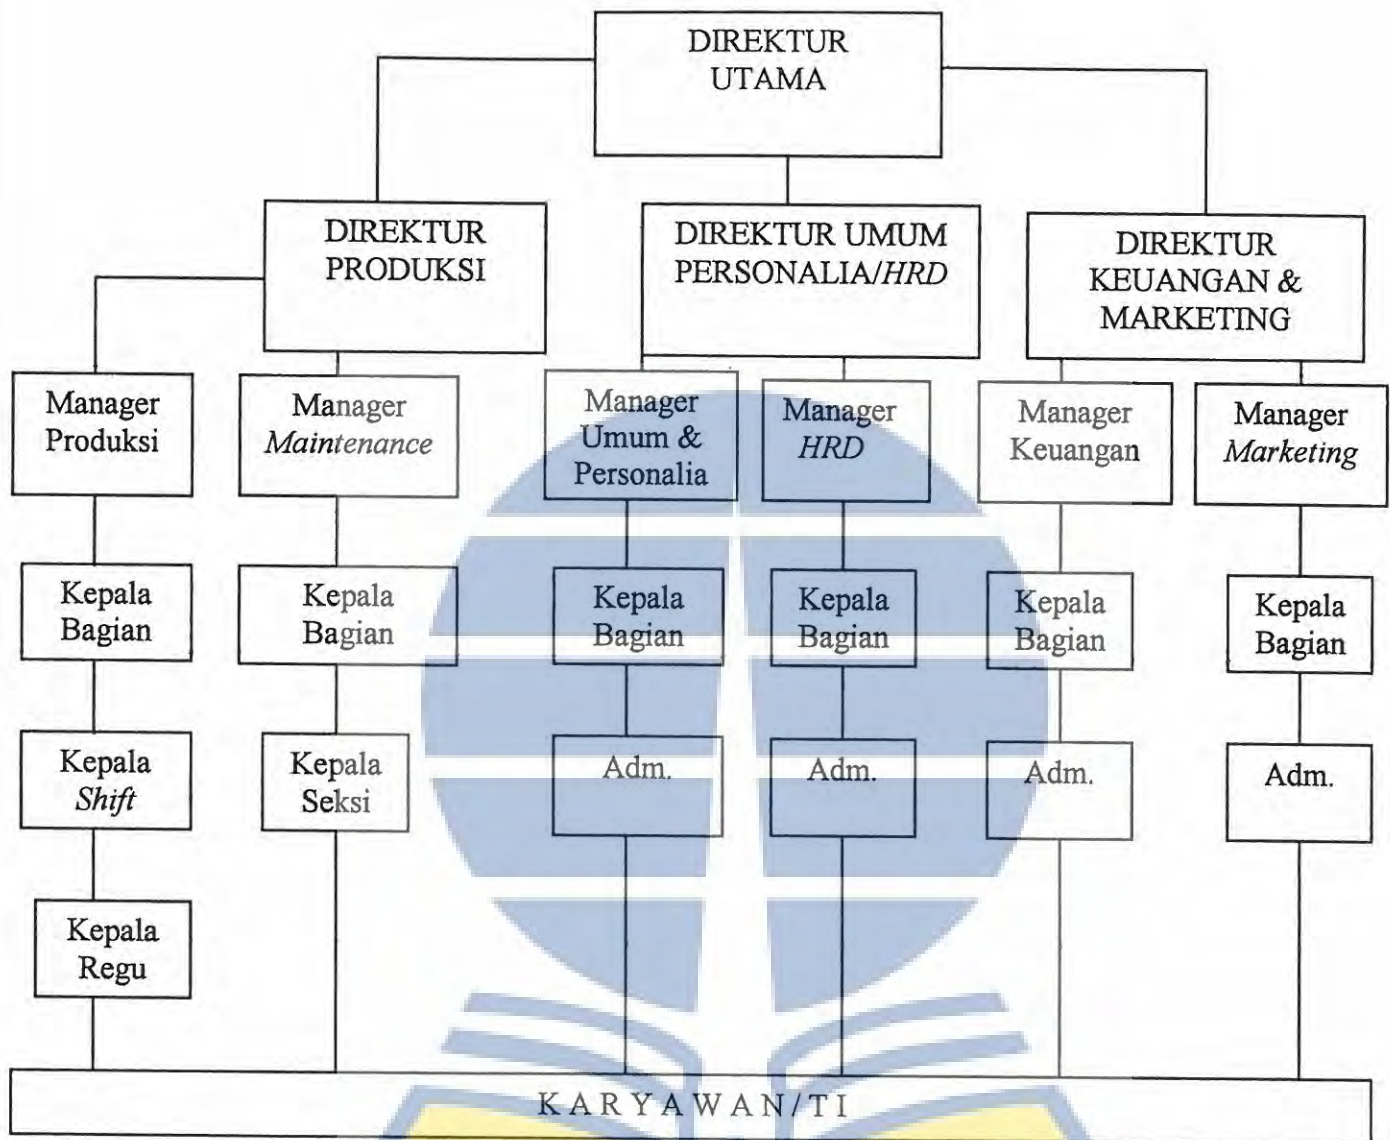 DIREKTUR
UTAMA
DIREKTUR
PRODUKSI
DIREKTUR UMUM
PERSONALIA/HRD
DIREKTUR
KEUANGAN &
MARKETING
Manager
Produksi
Manager
Maintenance
Manager
Umum &
Personalia
Manager
HRD
Manager
Keuangan
Manager
Marketing
Kepala
Bagian
Kepala
Bagian
Kepala
Bagian
Kepala
Bagian
Kepala
Bagian
Kepala
Bagian
Kepala
Shift
Kepala
Seksi
Adm.
Adm.
Adm.
Adm.
Kepala
Regu
KARYAWAN/TI